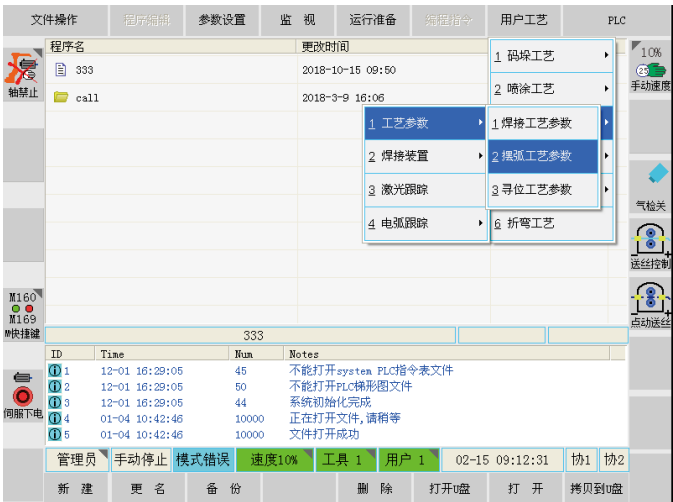 文件操作 程序编辑 参数设置 监 视 运行准备 编程指令 用户工艺 PLC
程序名 更改时间
333 2018-10-15 09:50
call 2018-3-9 16:06
1 码垛工艺
2 喷涂工艺
6 折弯工艺
1 工艺参数
2 焊接装置
3 激光跟踪
4 电弧跟踪
1 焊接工艺参数
2 摆弧工艺参数
3 寻位工艺参数
轴禁止
M160
M169
M快捷键
伺服下电
10%
25
手动速度
气检关
送丝控制
点动送丝
333
ID Time Num Notes
1 12-01 16:29:05 45 不能打开system PLC指令表文件
2 12-01 16:29:05 50 不能打开PLC梯形图文件
3 12-01 16:29:05 44 系统初始化完成
4 01-04 10:42:46 10000 正在打开文件,请稍等
5 01-04 10:42:46 10000 文件打开成功
管理员 手动停止 模式错误 速度10% 工具 1 用户 1 02-15 09:12:31 协1 协2
新 建 更 名 备 份 删 除 打开U盘 打 开 拷贝到U盘